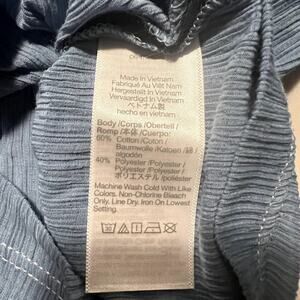 Made In Vietnam
Fabriqué Au Viêt Nam
Hergestellt In Vietnam
Vervaardigd In Vietnam
ベトナム製
hecho en vietnam
Body /Corps /Oberteil /
Romp /本体 /Cuerpo:
60% Cotton /Coton /
Baumwolle /Katoen /綿 /
algodón
40% Polyester /Polyester /
Polyester /Polyester /
ポリエステル /poliéster
Machine Wash Cold With Like
Colors. Non-Chlorine Bleach
Only. Line Dry. Iron On Lowest
Setting.